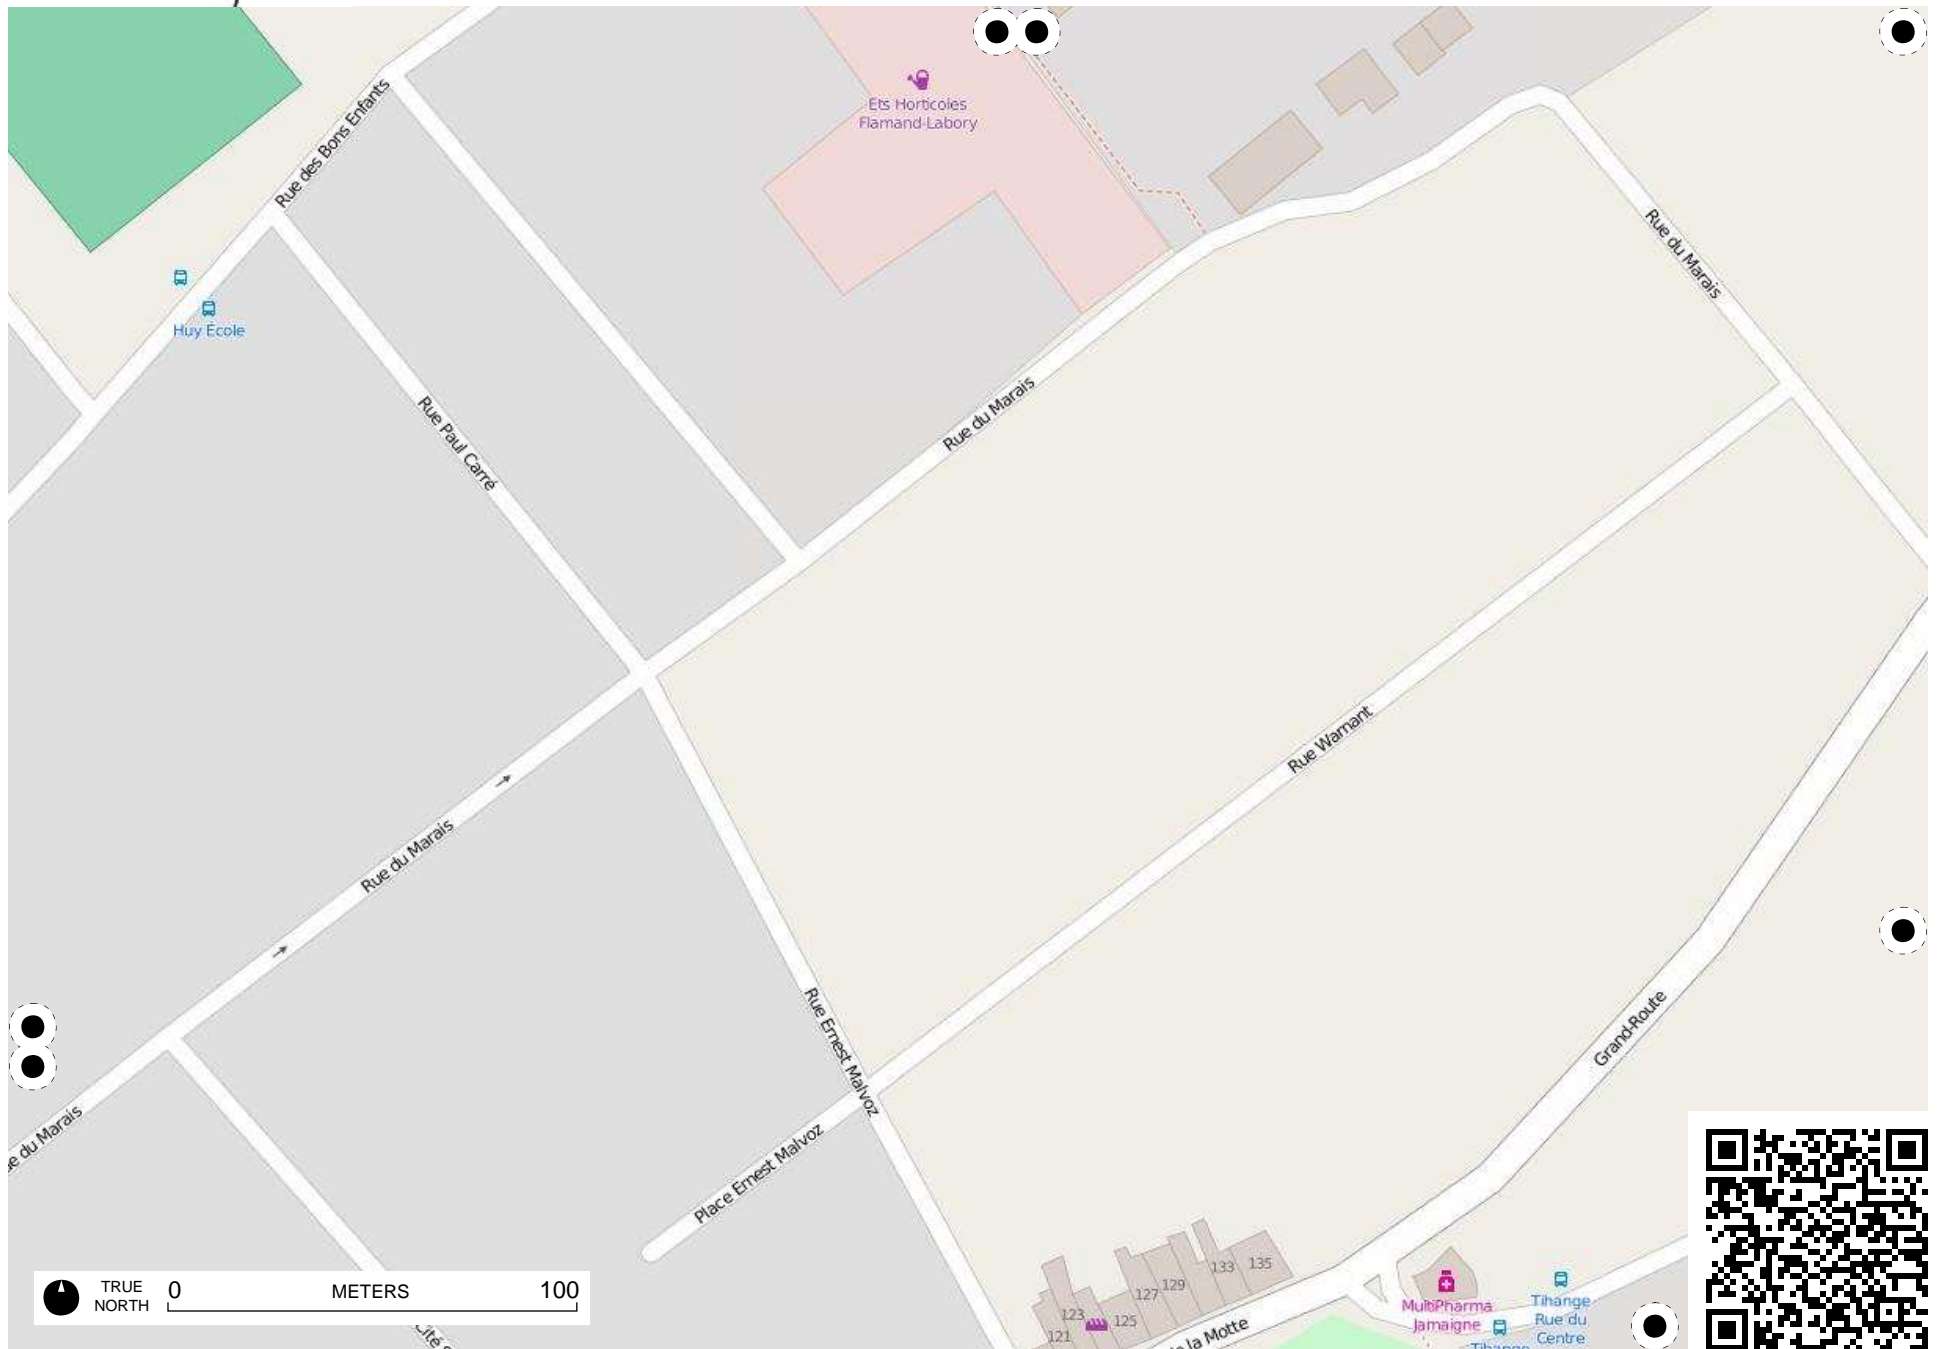 Ets Horticoles
Flamand-Labory
Rue des Bons Enfants
Rue du Marais
Huy École
Rue Paul Carré
Rue du Marais
Rue Warnant
Rue du Marais
Rue Ernest Malvoz
Grand-Route
du Marais
Place Ernest Malvoz
133
135
127
129
123
125
121
TRUE
NORTH
0
METERS
100
MultiPharma
Jamaigne
Tihange
Rue du
Centre
Tihange
la Motte
Cité